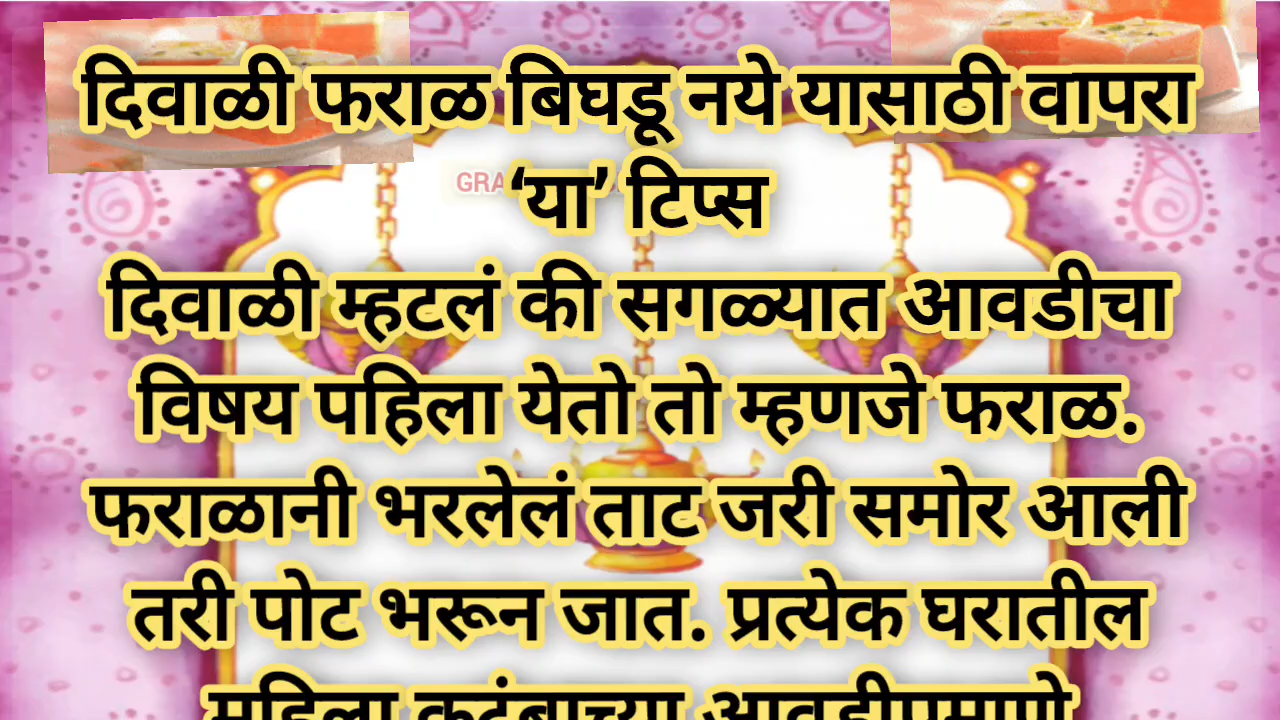 दिवाळी फराळ बिघडू नये यासाठी वापरा
‘या’ टिप्स
दिवाळी म्हटलं की सगळ्यात आवडीचा
विषय पहिला येतो तो म्हणजे फराळ.
फराळानी भरलेलं ताट जरी समोर आली
तरी पोट भरून जात. प्रत्येक घरातील
महिला कुटुंबाच्या आवडीप्रमाणे